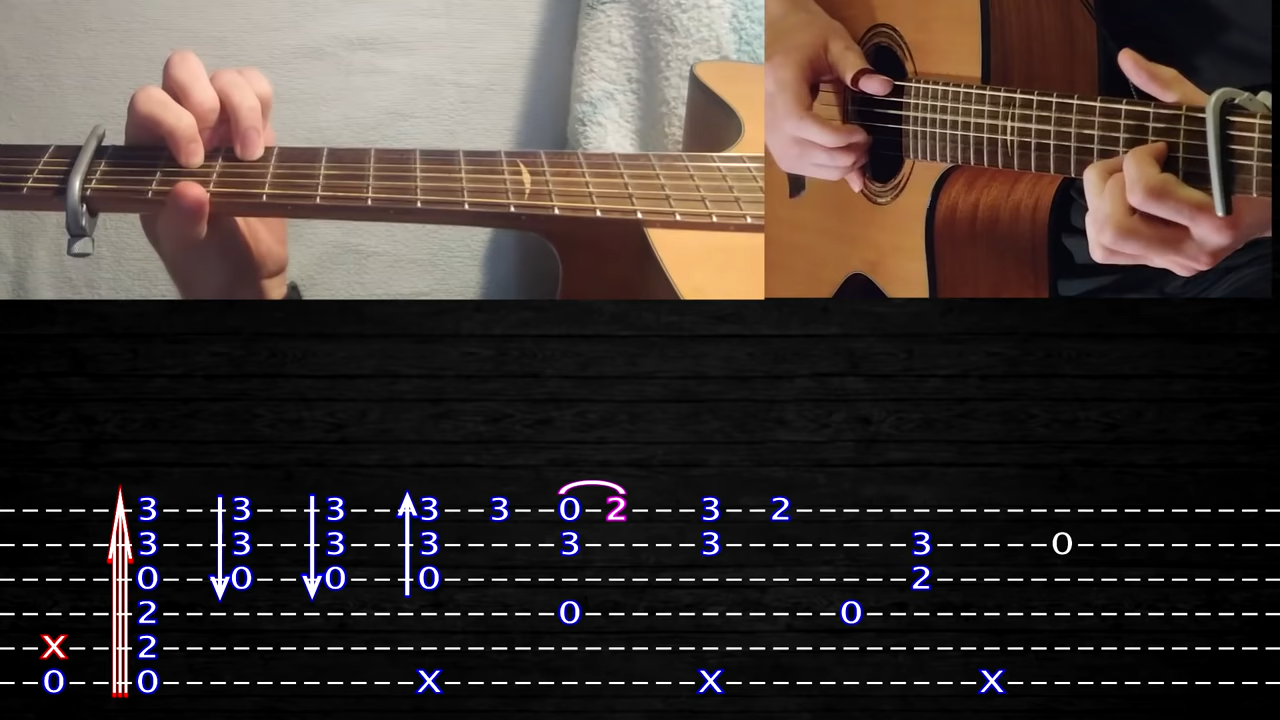 3 3 3 3 3 0 2 3 2
3 3 3 3 3 3 3 0
0 0 0 0 2
2 0 0
X 2
0 0 X X X